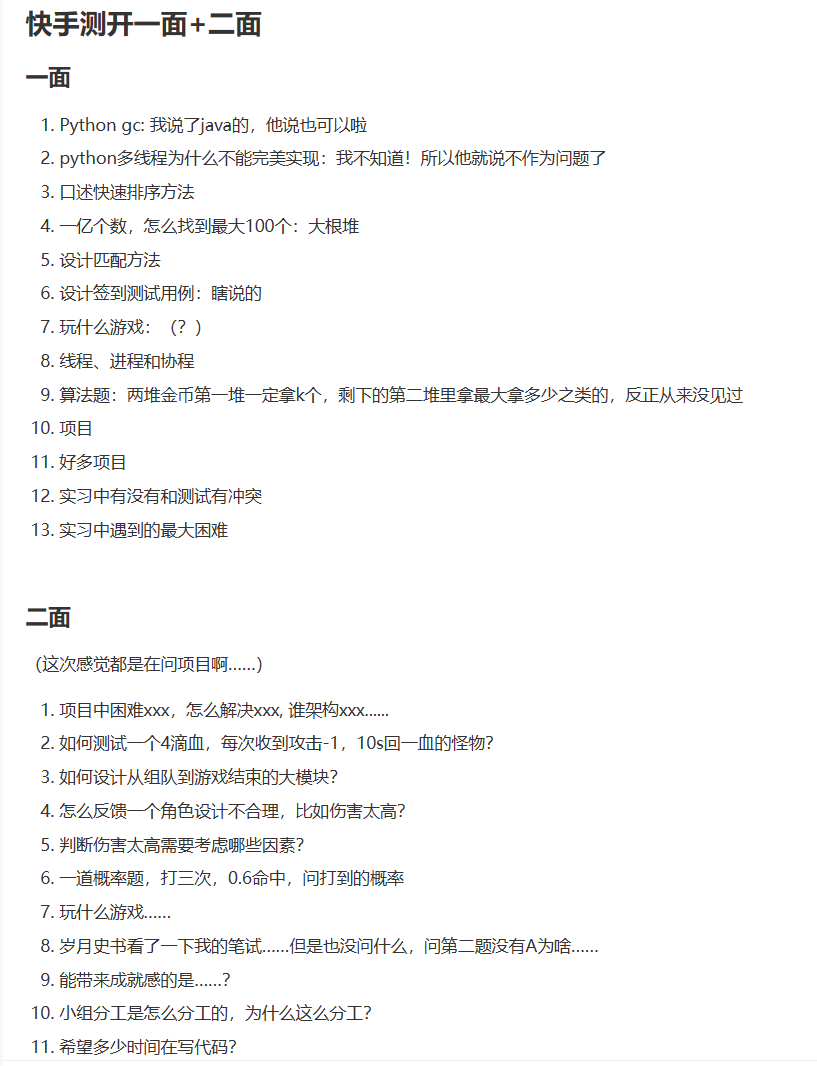 快手测开一面+二面
一面
1. Python gc: 我说了java的，他说也可以啦
2. python多线程为什么不能完美实现：我不知道！所以他就说不作为问题了
3. 口述快速排序方法
4. 一亿个数，怎么找到最大100个：大根堆
5. 设计匹配方法
6. 设计签到测试用例：瞎说的
7. 玩什么游戏：（？）
8. 线程、进程和协程
9. 算法题：两堆金币第一堆一定拿k个，剩下的第二堆里拿最大拿多少之类的，反正从来没见过
10. 项目
11. 好多项目
12. 实习中有没有和测试有冲突
13. 实习中遇到的最大困难
二面
（这次感觉都是在问项目啊……）
1. 项目中困难xxx，怎么解决xxx, 谁架构xxx......
2. 如何测试一个4滴血，每次收到攻击-1，10s回一血的怪物？
3. 如何设计从组队到游戏结束的大模块？
4. 怎么反馈一个角色设计不合理，比如伤害太高？
5. 判断伤害太高需要考虑哪些因素？
6. 一道概率题，打三次，0.6命中，问打到的概率
7. 玩什么游戏……
8. 岁月史书看了一下我的笔试……但是也没问什么，问第二题没有A为啥……
9. 能带来成就感的是……？
10. 小组分工是怎么分工的，为什么这么分工？
11. 希望多少时间在写代码？